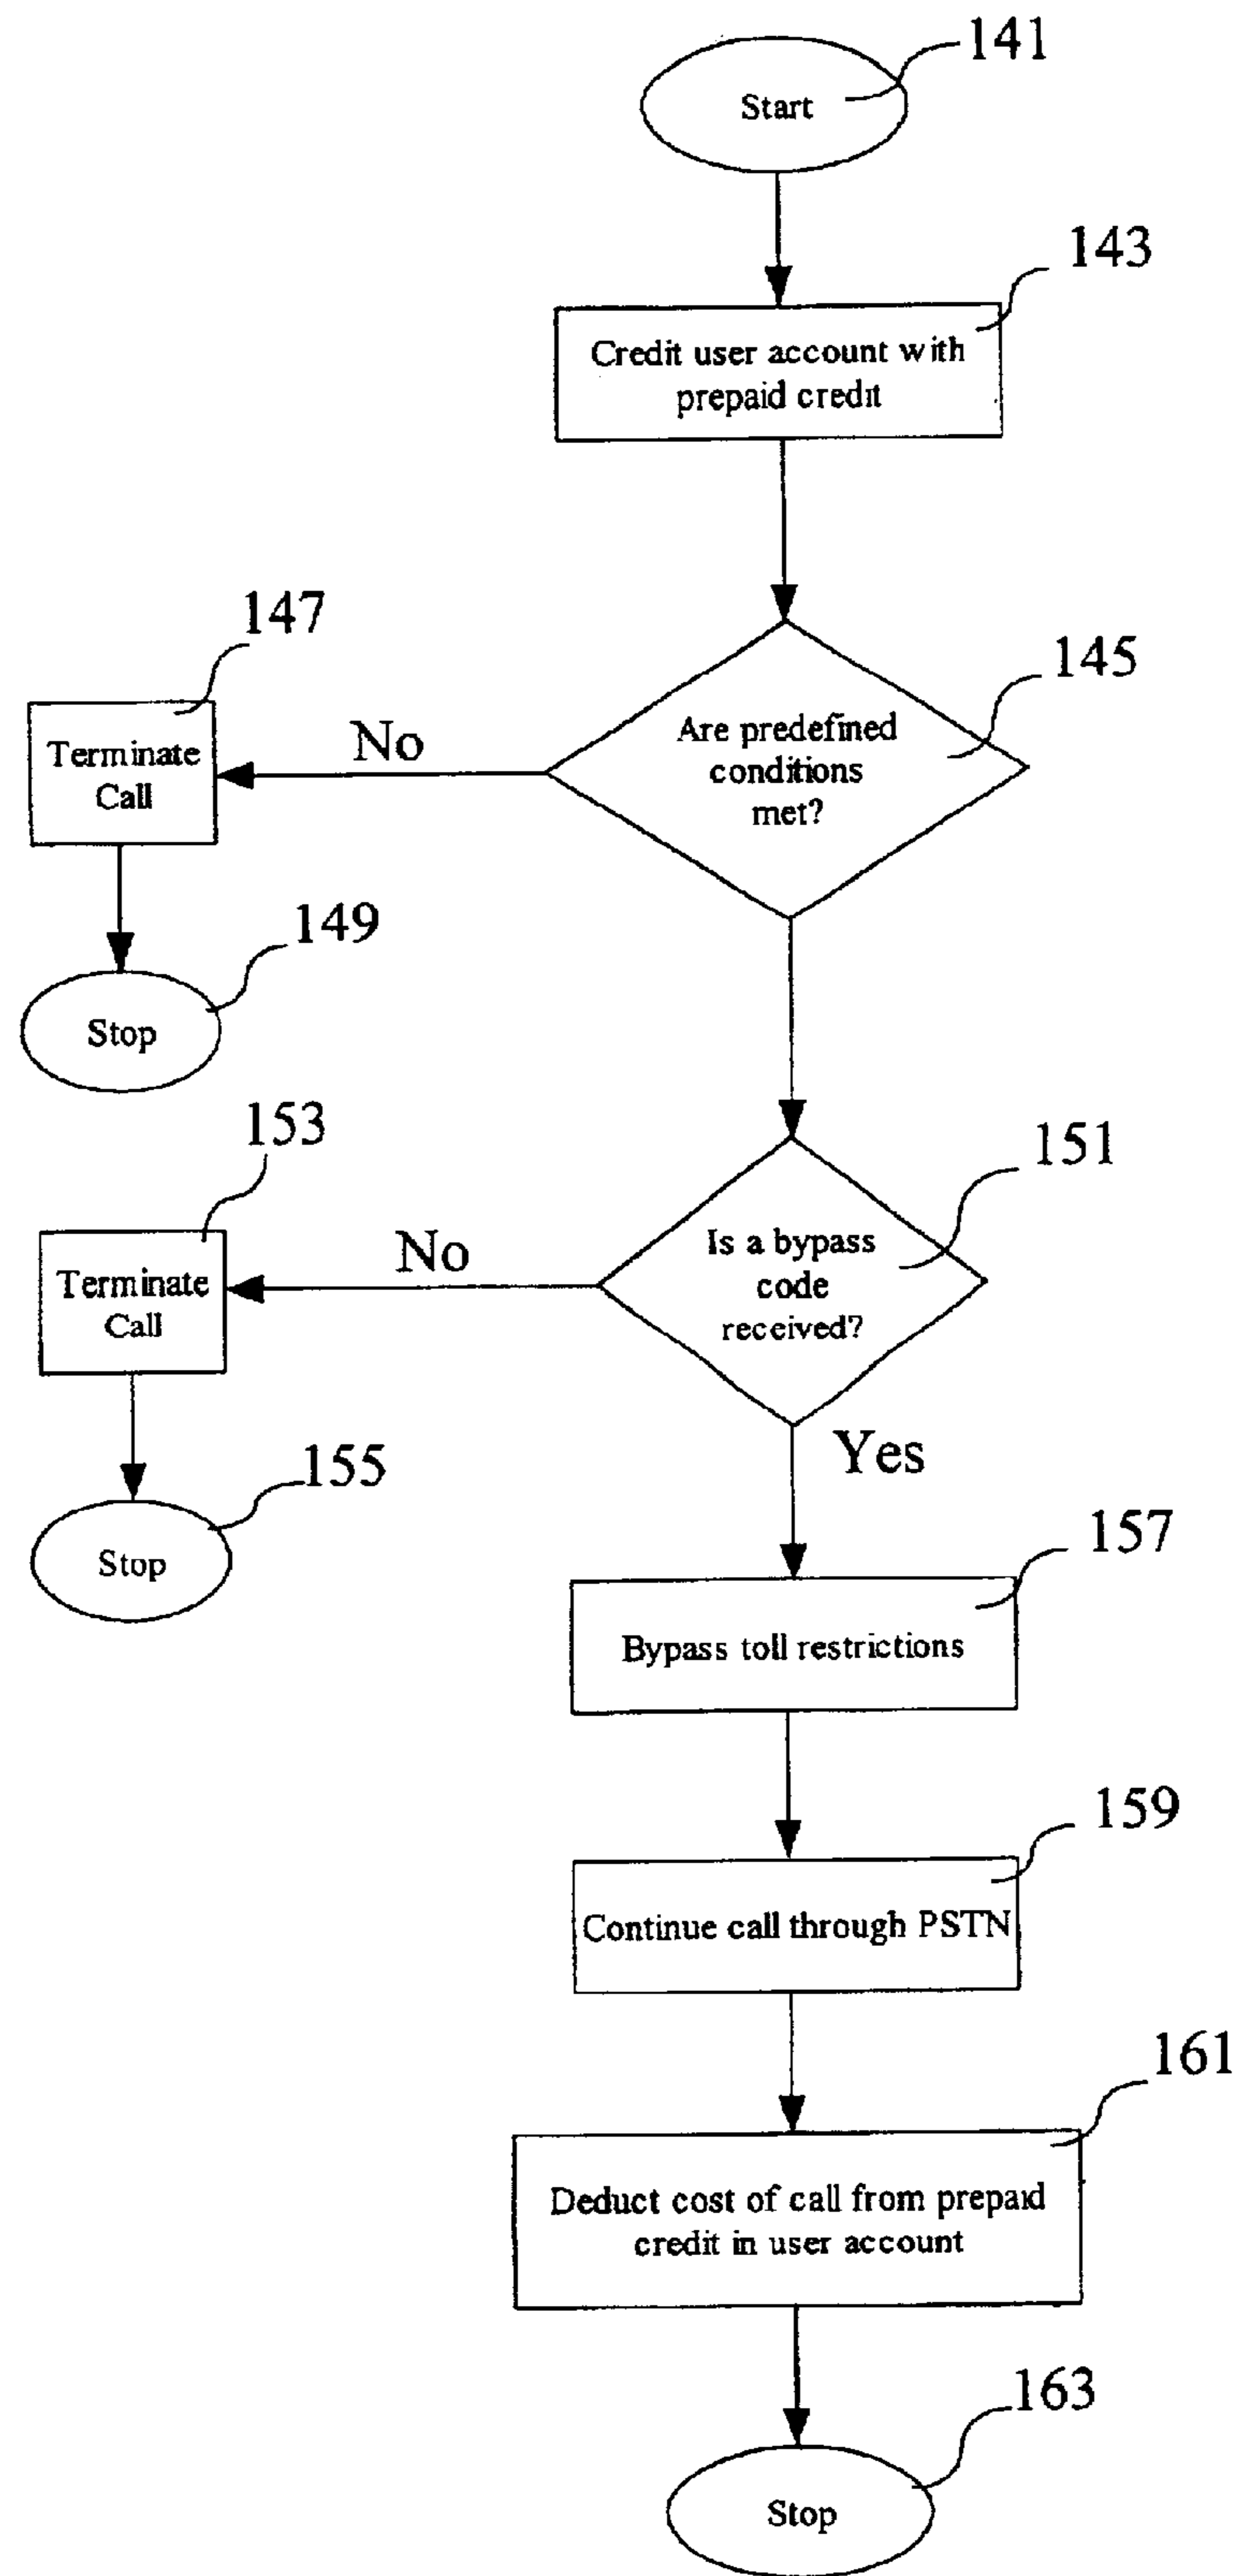 141
Start
143
Credit user account with
prepaid credit
147
145
Are predefined
conditions
met?
No
Terminate
Call
149
Stop
153
151
Is a bypass
code
received?
No
Terminate
Call
Yes
155
Stop
157
Bypass toll restrictions
159
Continue call through PSTN
161
Deduct cost of call from prepaid
credit in user account
163
Stop